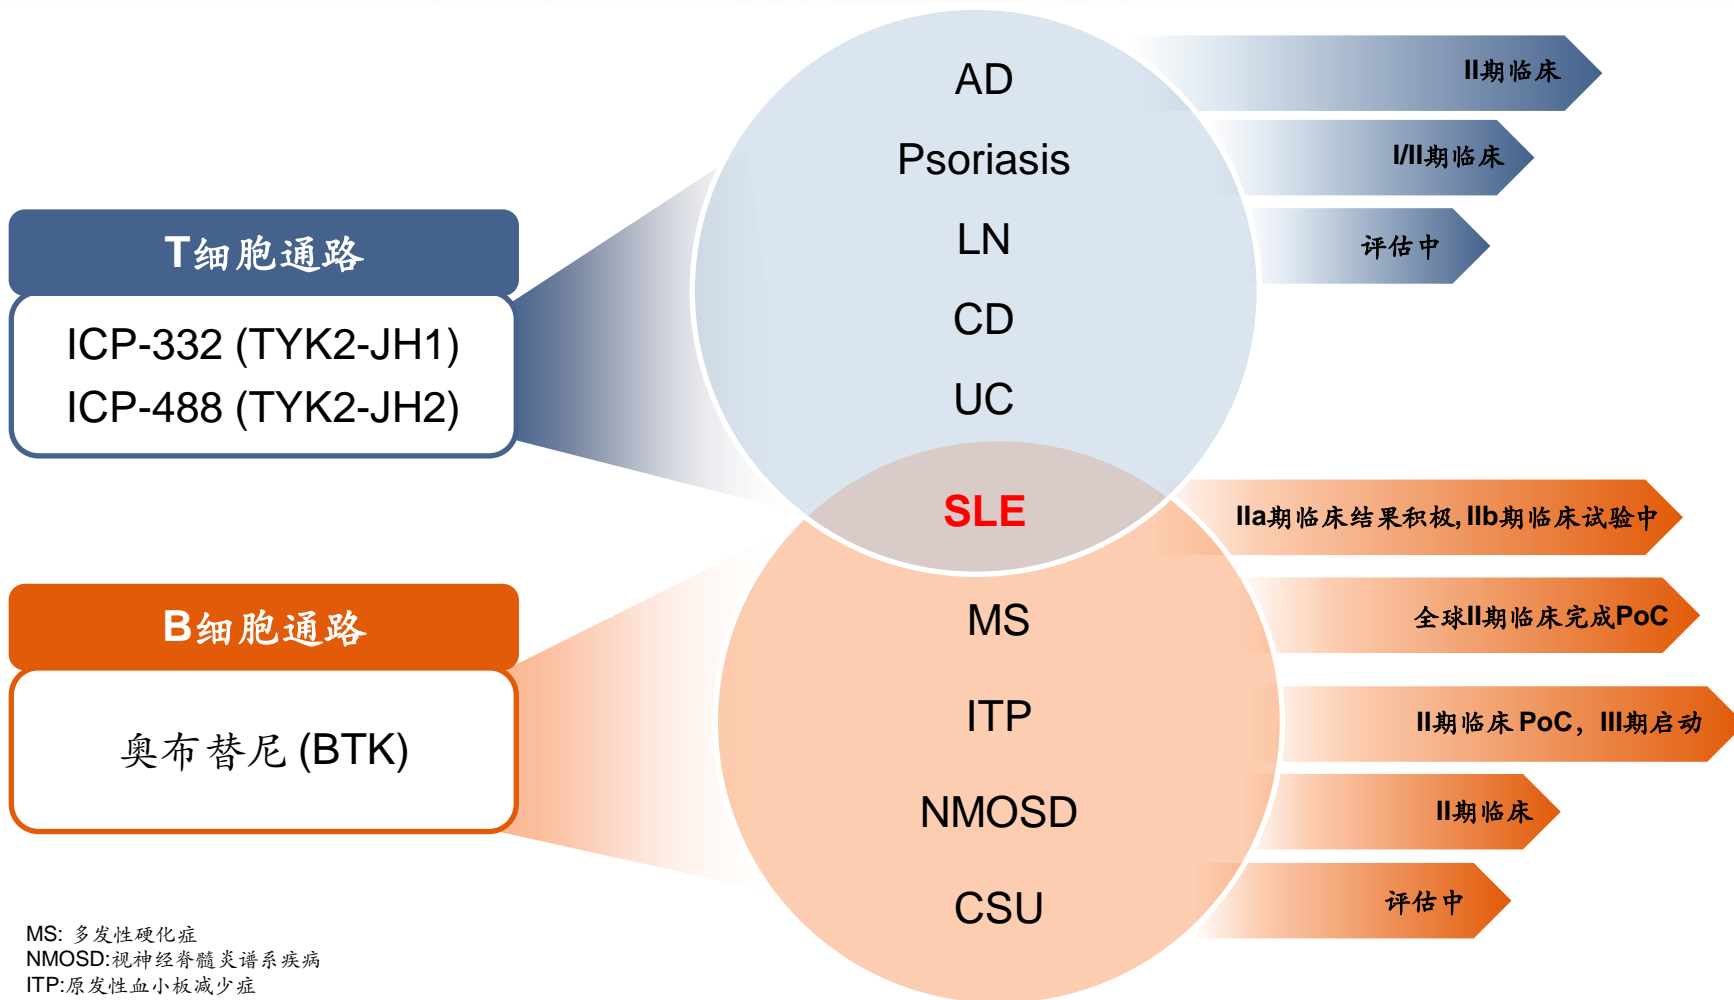 AD
II期临床
Psoriasis
I/II期临床
LN
评估中
CD
UC
T细胞通路
ICP-332 (TYK2-JH1)
ICP-488 (TYK2-JH2)
SLE
IIa期临床结果积极, IIb期临床试验中
B细胞通路
奥布替尼 (BTK)
MS
全球II期临床完成PoC
ITP
II期临床 PoC，III期启动
NMOSD
II期临床
CSU
评估中
MS: 多发性硬化症
NMOSD:视神经脊髓炎谱系疾病
ITP:原发性血小板减少症